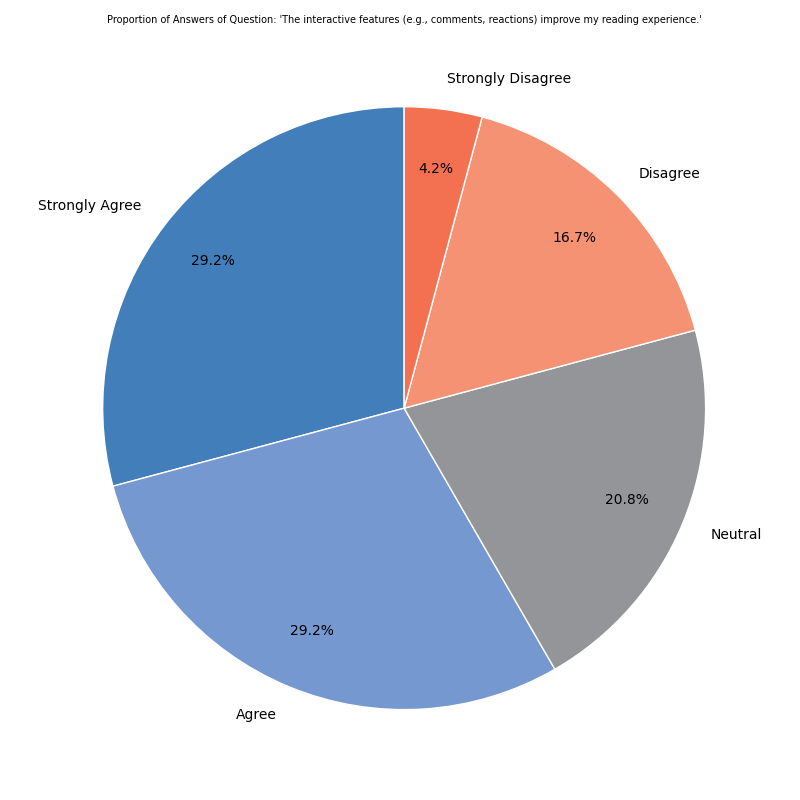 Proportion of Answers of Question: 'The interactive features (e.g., comments, reactions) improve my reading experience.'
Strongly Disagree
4.2%
Disagree
16.7%
Strongly Agree
29.2%
20.8%
Neutral
29.2%
Agree